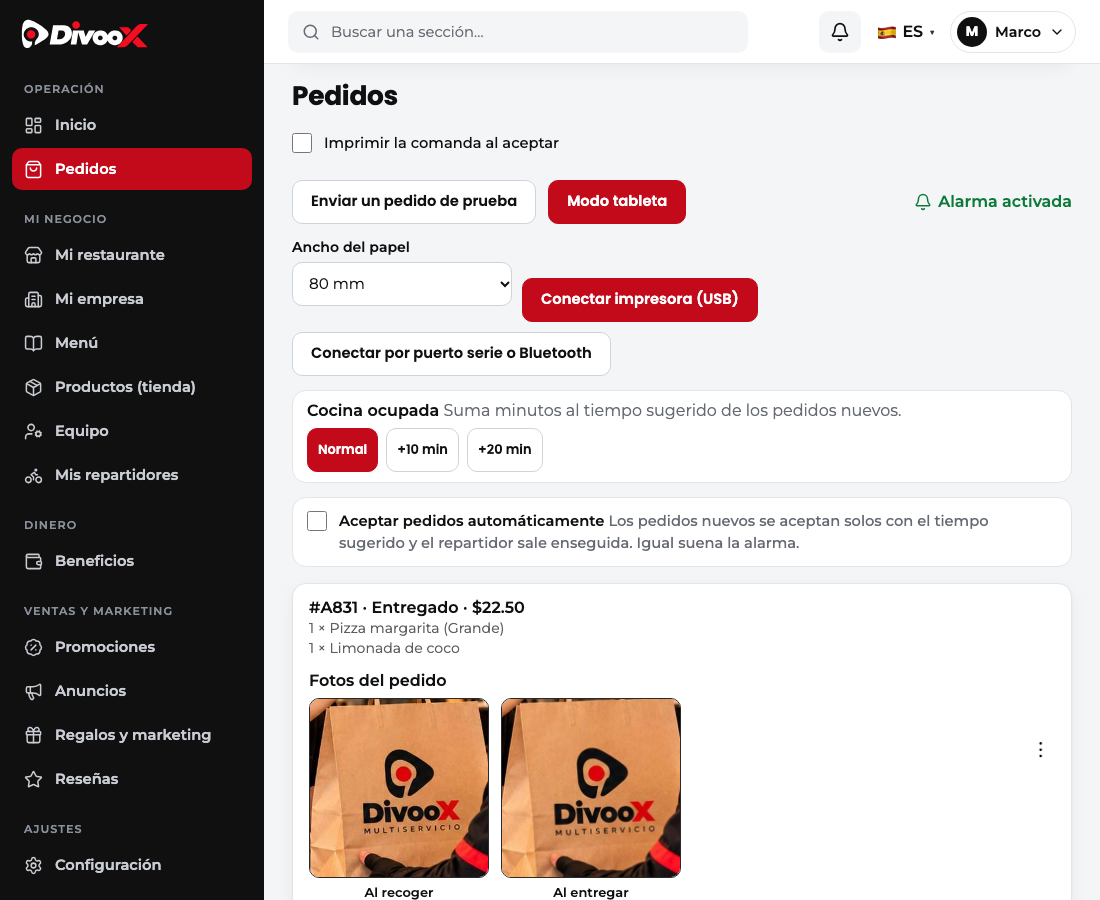 DivooX
OPERACIÓN
Inicio
Pedidos
MI NEGOCIO
Mi restaurante
Mi empresa
Menú
Productos (tienda)
Equipo
Mis repartidores
DINERO
Beneficios
VENTAS Y MARKETING
Promociones
Anuncios
Regalos y marketing
Reseñas
AJUSTES
Configuración
Buscar una sección...
ES
M Marco
Pedidos
Imprimir la comanda al aceptar
Enviar un pedido de prueba
Modo tableta
Alarma activada
Ancho del papel
80 mm
Conectar impresora (USB)
Conectar por puerto serie o Bluetooth
Cocina ocupada Suma minutos al tiempo sugerido de los pedidos nuevos.
Normal
+10 min
+20 min
Aceptar pedidos automáticamente Los pedidos nuevos se aceptan solos con el tiempo
sugerido y el repartidor sale enseguida. Igual suena la alarma.
#A831 · Entregado · $22.50
1 × Pizza margarita (Grande)
1 × Limonada de coco
Fotos del pedido
DivooX
MULTISERVICIO
DivooX
MULTISERVICIO
Al recoger
Al entregar